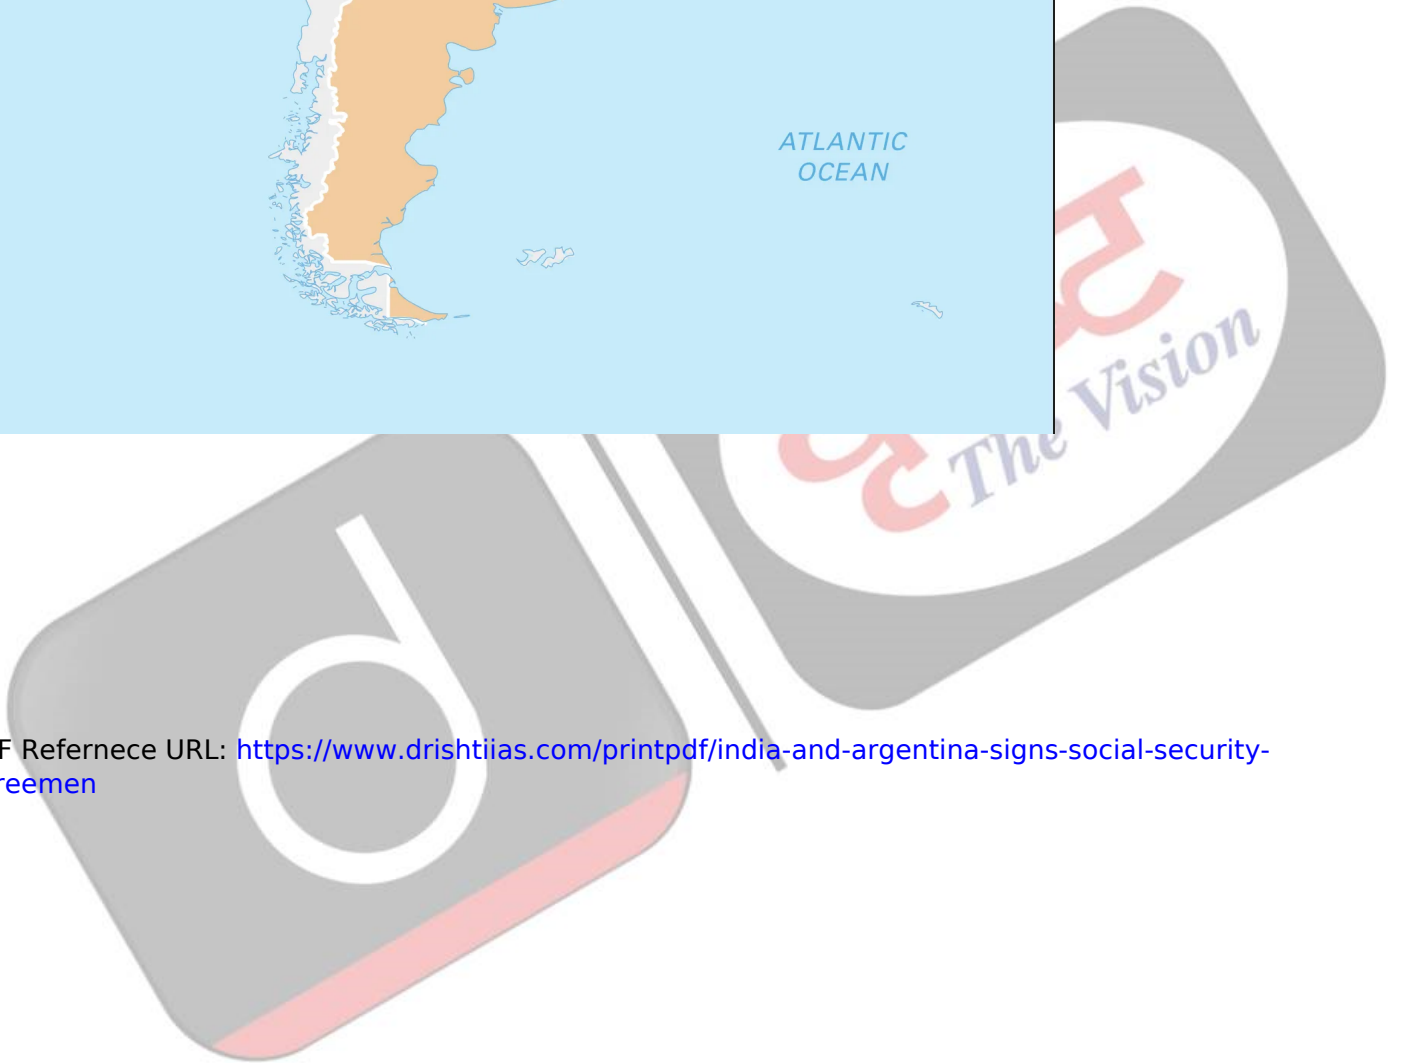 ATLANTIC
OCEAN
The Vision
F Refernece URL: https://www.drishtiias.com/printpdf/india-and-argentina-signs-social-security-
reemen